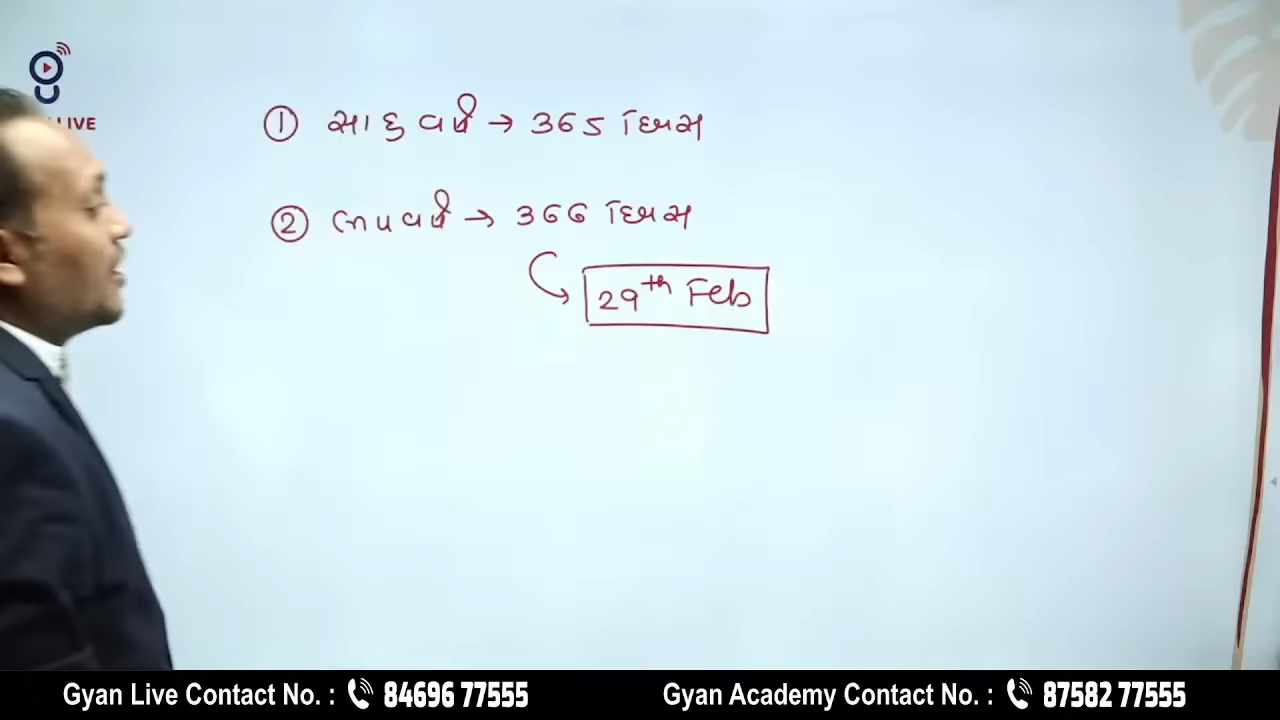 LIVE
① સાદુ વર્ષ → 365 દિવસ
② લીપ વર્ષ → 366 દિવસ
29th Feb
Gyan Live Contact No. : 84696 77555
Gyan Academy Contact No. : 87582 77555